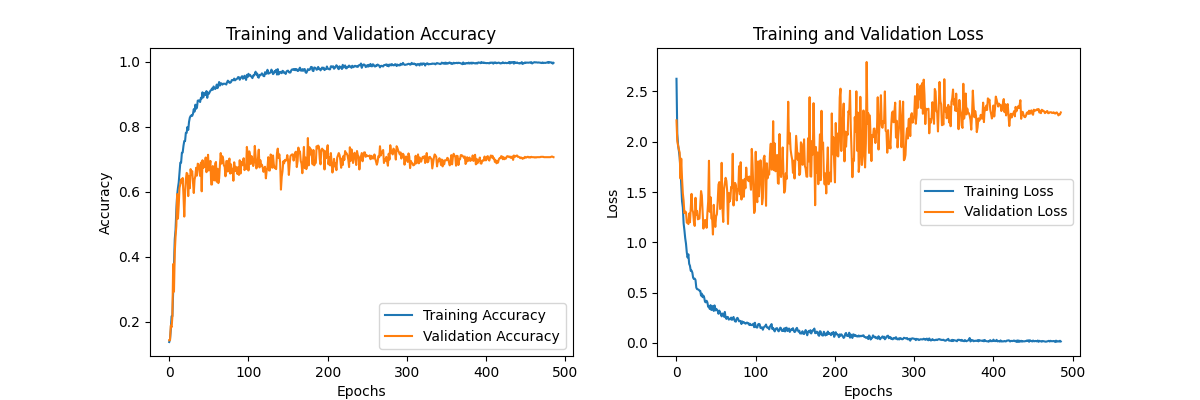 Training and Validation Accuracy
1.0
0.8
0.6
0.4
0.2
Accuracy
0
100
200
300
400
500
Epochs
Training Accuracy
Validation Accuracy
Training and Validation Loss
2.5
2.0
1.5
1.0
0.5
0.0
Loss
0
100
200
300
400
500
Epochs
Training Loss
Validation Loss